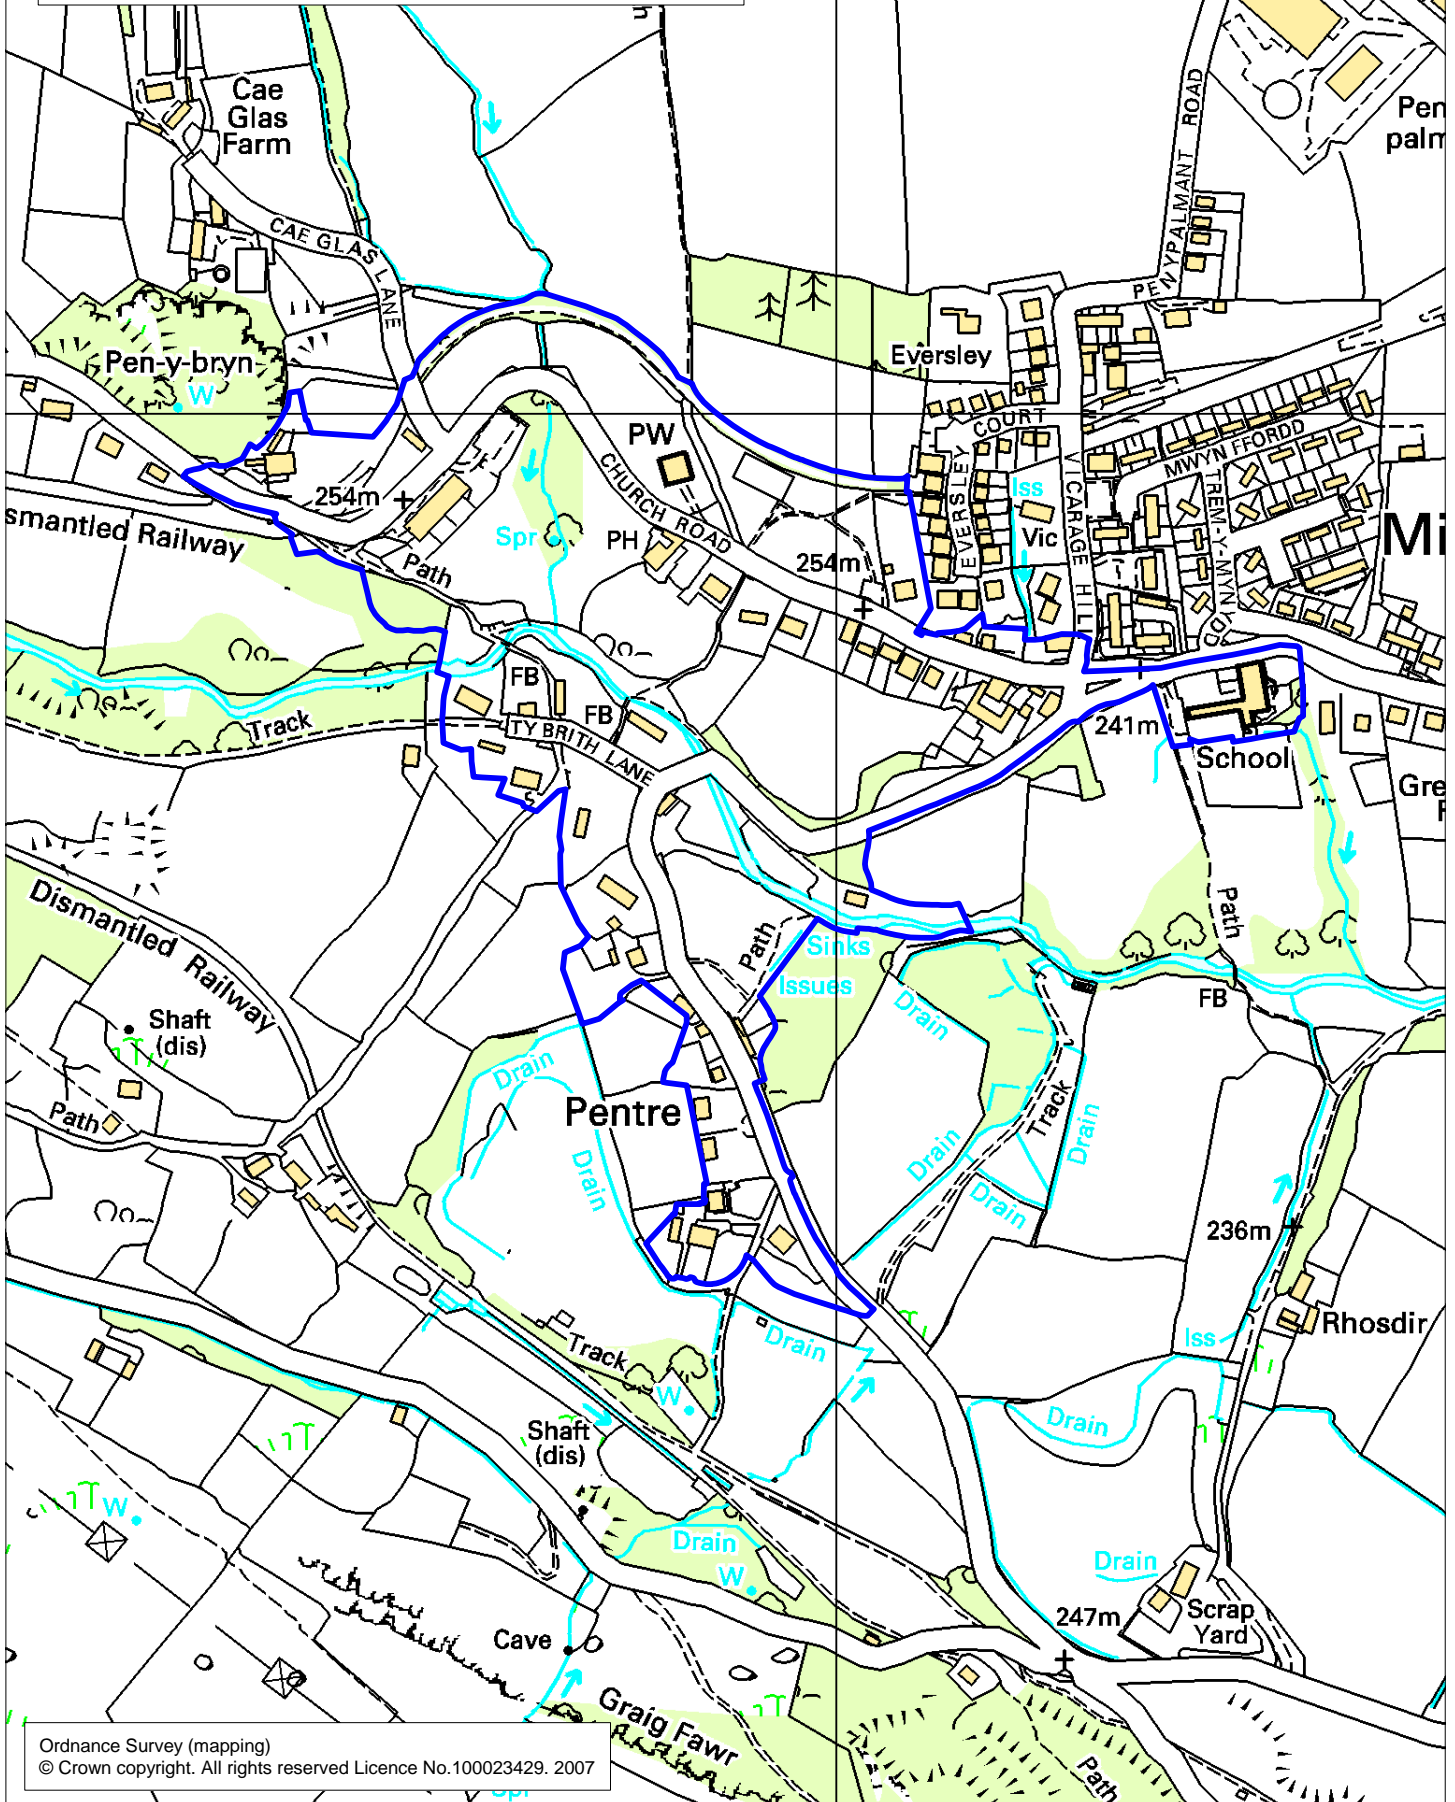 Cae
Glas
Farm
CAE GLAS LANE
PENYPALMANT ROAD
Pen
palm
Pen-y-bryn
W
Eversley
EVERSLEY COURT
PW
254m
CHURCH ROAD
Iss
Vic
VICARAGE HILL
MWYN FFORDD
TREM-Y-MYNYDD
Mi
smantled Railway
Path
Spr
PH
254m
FB
FB
Track
TY BRITH LANE
241m
School
Gre
Dismantled Railway
Path
Path
Sinks
Issues
Drain
FB
Shaft
(dis)
Path
Drain
Pentre
Drain
Track
Drain
Drain
Drain
236m
Rhosdir
Iss
Track
Drain
W
Shaft
(dis)
Drain
W
Drain
W
Drain
Cave
247m
Scrap
Yard
Graig Fawr
Path
Spr
Ordnance Survey (mapping)
© Crown copyright. All rights reserved Licence No.100023429. 2007